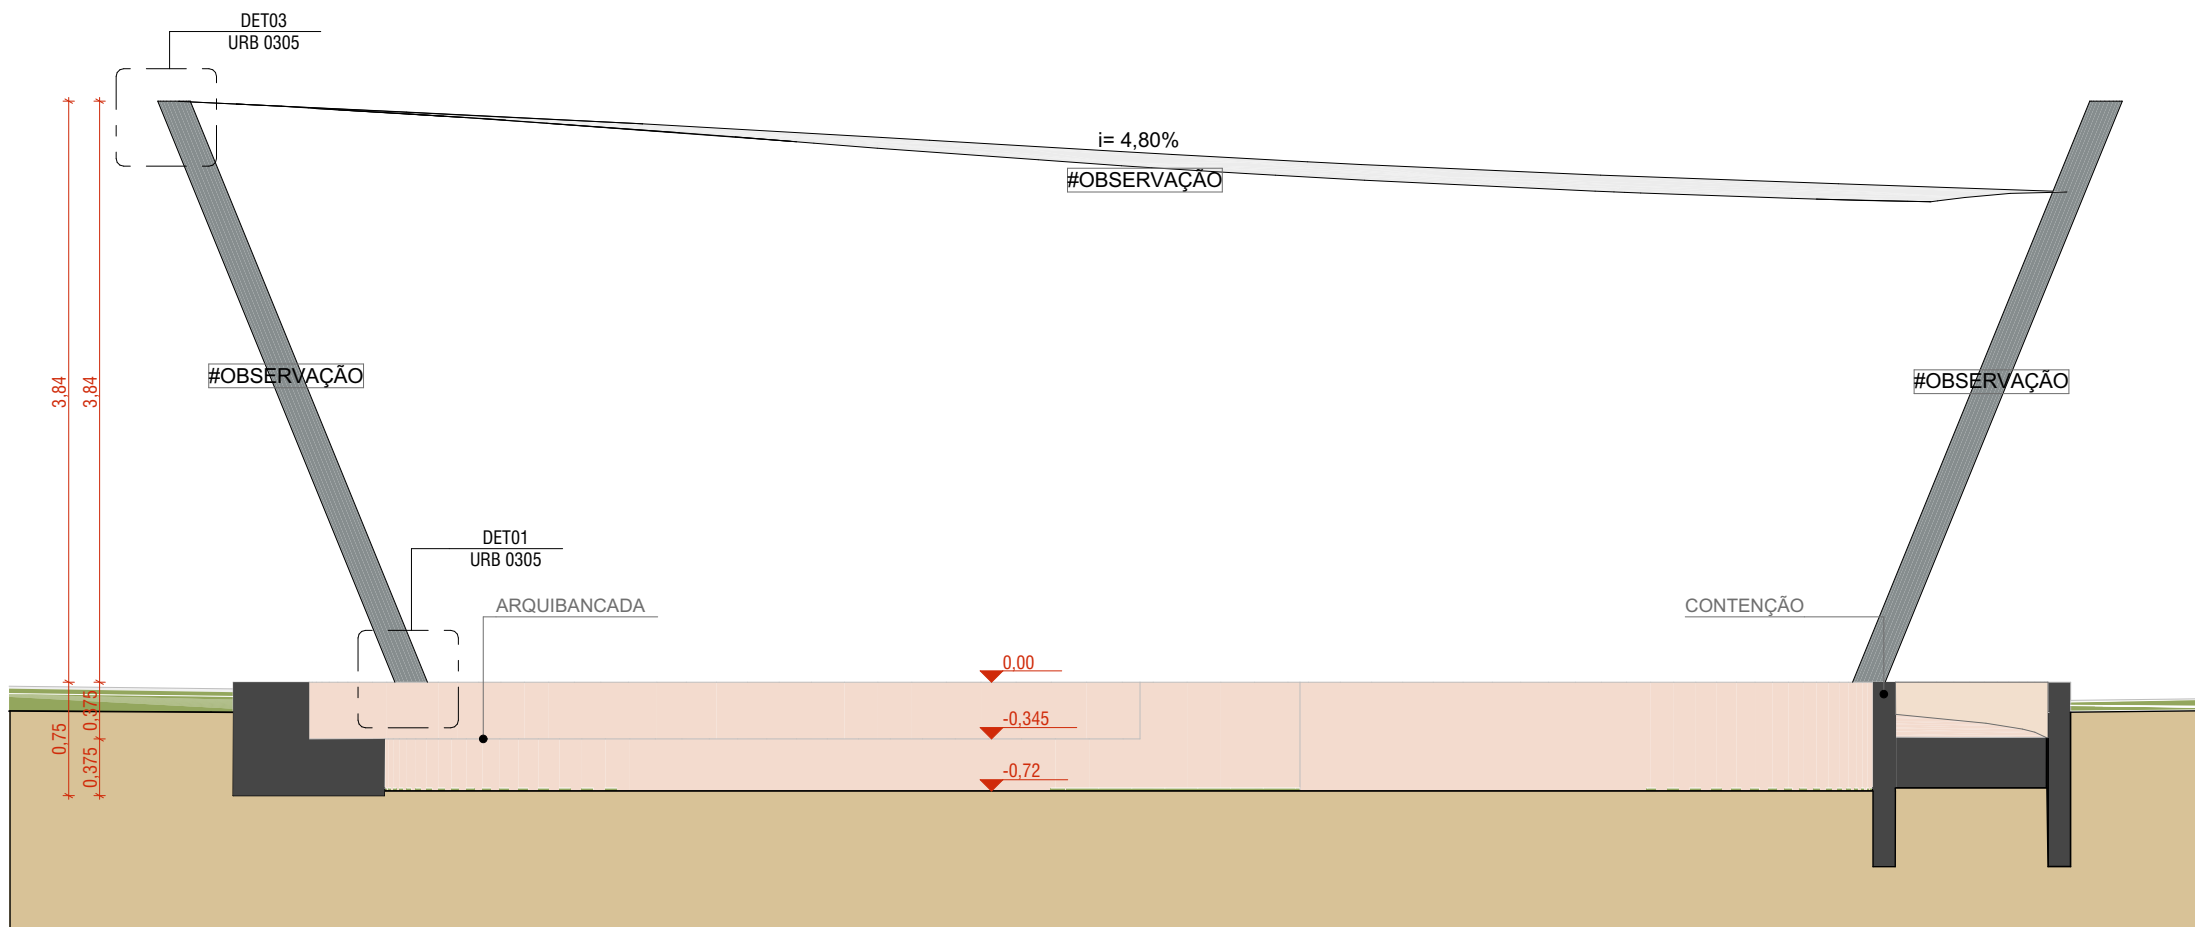 DET03
URB 0305
i= 4,80%
#OBSERVAÇÃO
#OBSERVAÇÃO
#OBSERVAÇÃO
3,84
3,84
DET01
URB 0305
ARQUIBANCADA
CONTENÇÃO
0,00
-0,345
-0,72
0,75
0,375
0,375